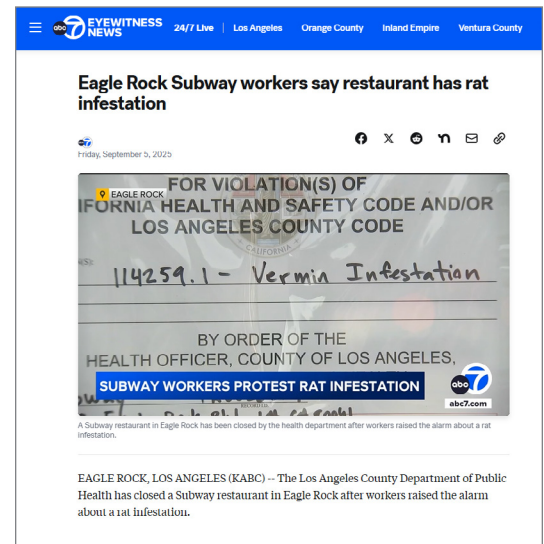 abc 7 EYEWITNESS NEWS 24/7 Live Los Angeles Orange County Inland Empire Ventura County
Eagle Rock Subway workers say restaurant has rat
infestation
abc7
Friday, September 5, 2025
EAGLE ROCK
FOR VIOLATION(S) OF
IFORNIA HEALTH AND SAFETY CODE AND/OR
LOS ANGELES COUNTY CODE
CALIFORNIA
114259.1 - Vermin Infestation
BY ORDER OF THE
HEALTH OFFICER, COUNTY OF LOS ANGELES,
SUBWAY WORKERS PROTEST RAT INFESTATION
abc 7
abc7.com
A Subway restaurant in Eagle Rock has been closed by the health department after workers raised the alarm about a rat
infestation.
EAGLE ROCK, LOS ANGELES (KABC) -- The Los Angeles County Department of Public
Health has closed a Subway restaurant in Eagle Rock after workers raised the alarm
about a rat infestation.